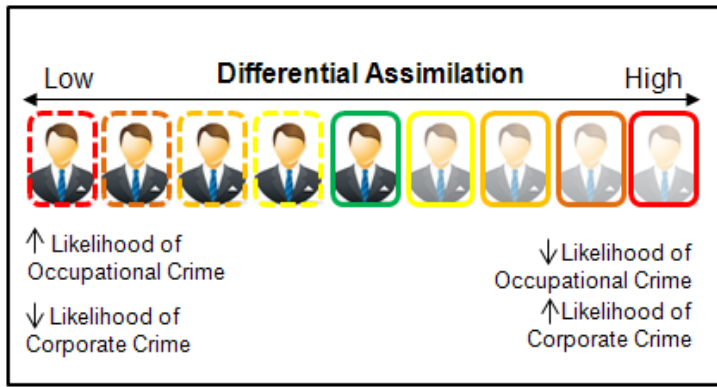 Differential Assimilation
Low
High
↑ Likelihood of
Occupational Crime
↓ Likelihood of
Corporate Crime
↓ Likelihood of
Occupational Crime
↑ Likelihood of
Corporate Crime